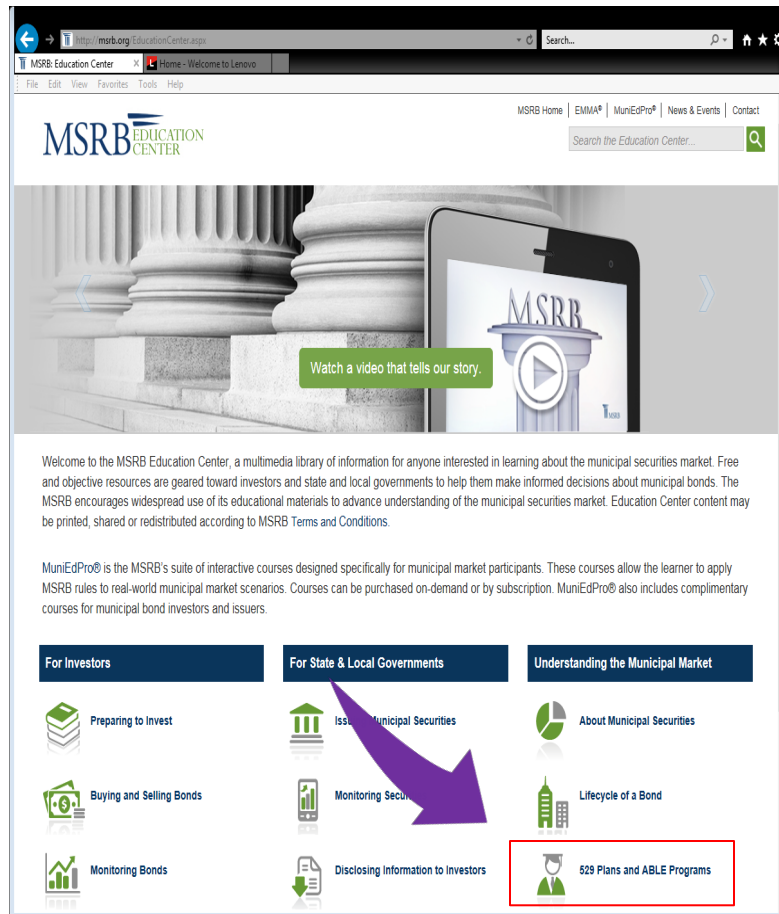 http://msrb.org/EducationCenter.aspx
Search...
MSRB: Education Center
Home - Welcome to Lenovo
File Edit View Favorites Tools Help
MSRB Home | EMMA® | MuniEdPro® | News & Events | Contact
MSRB EDUCATION CENTER
Search the Education Center...
MSRB
Watch a video that tells our story.
MSRB
Welcome to the MSRB Education Center, a multimedia library of information for anyone interested in learning about the municipal securities market. Free
and objective resources are geared toward investors and state and local governments to help them make informed decisions about municipal bonds. The
MSRB encourages widespread use of its educational materials to advance understanding of the municipal securities market. Education Center content may
be printed, shared or redistributed according to MSRB Terms and Conditions.
MuniEdPro® is the MSRB's suite of interactive courses designed specifically for municipal market participants. These courses allow the learner to apply
MSRB rules to real-world municipal market scenarios. Courses can be purchased on-demand or by subscription. MuniEdPro® also includes complimentary
courses for municipal bond investors and issuers.
For Investors
For State & Local Governments
Understanding the Municipal Market
Preparing to Invest
Municipal Securities
About Municipal Securities
Buying and Selling Bonds
Monitoring
Lifecycle of a Bond
Monitoring Bonds
Disclosing Information to Investors
529 Plans and ABLE Programs